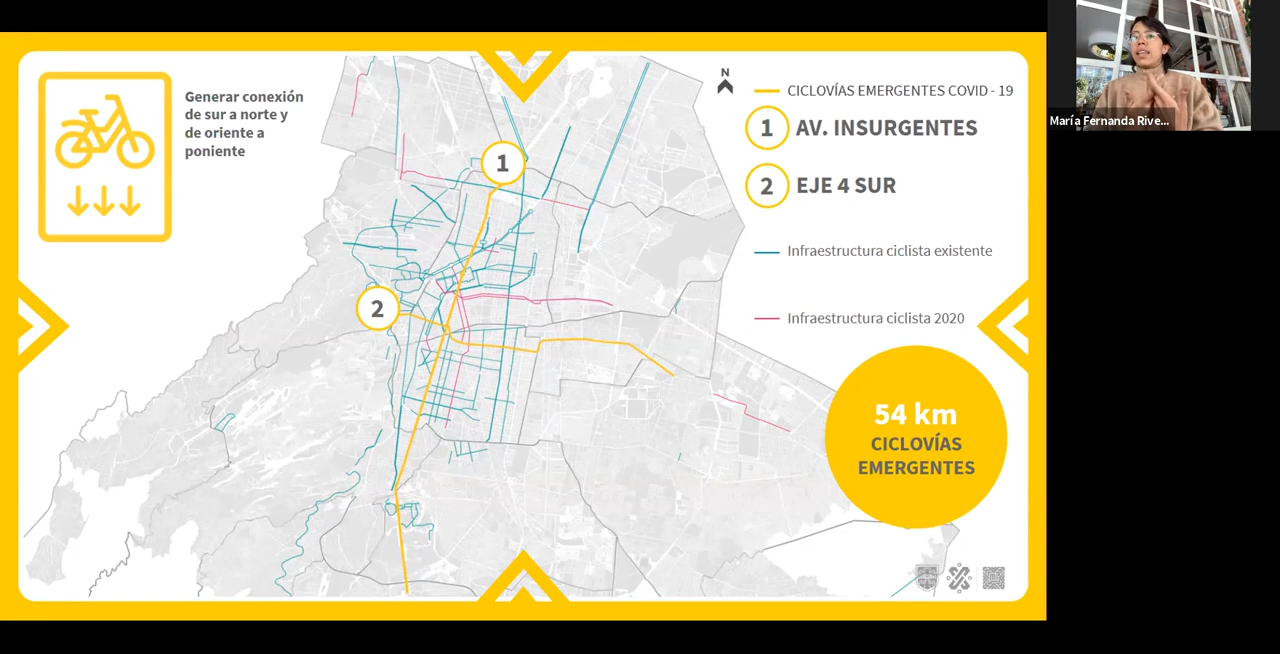 Generar conexión
de sur a norte y
de oriente a
poniente
1
2
N
CICLOVÍAS EMERGENTES COVID - 19
1 AV. INSURGENTES
2 EJE 4 SUR
Infraestructura ciclista existente
Infraestructura ciclista 2020
54 km
CICLOVÍAS
EMERGENTES
María Fernanda Rive...